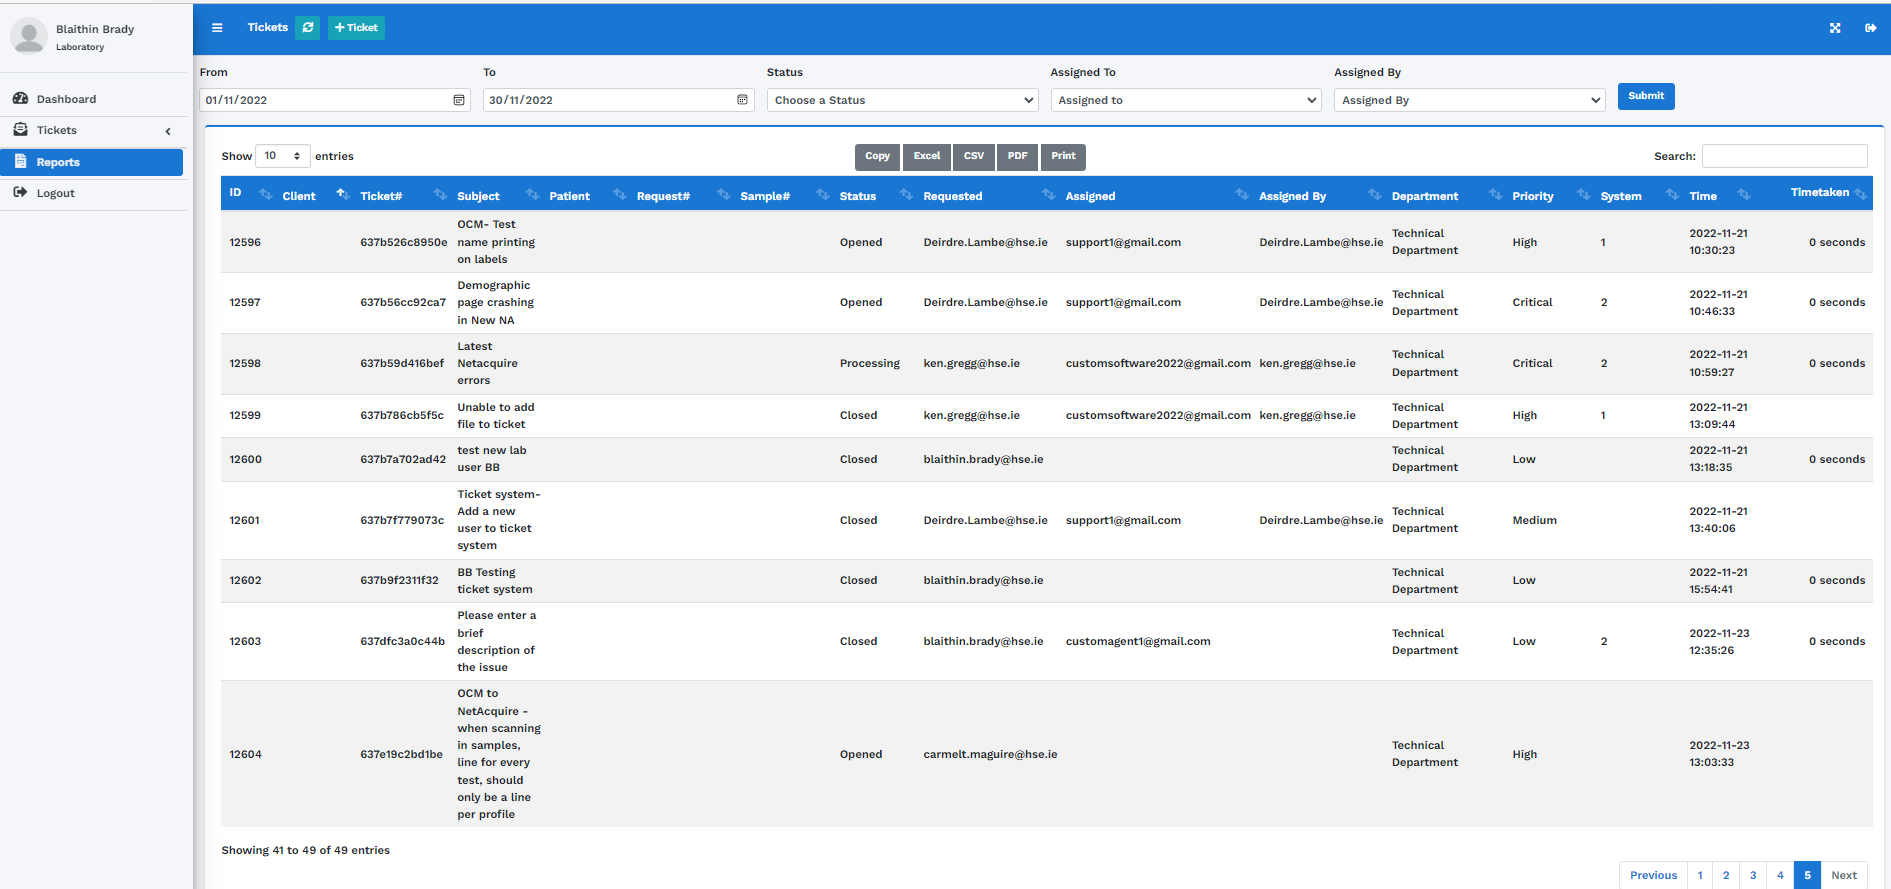 Blaithin Brady
Laboratory
Dashboard
Tickets
Reports
Logout
Tickets + Ticket
From To Status Assigned To Assigned By
01/11/2022 30/11/2022 Choose a Status Assigned to Assigned By Submit
Show 10 entries Copy Excel CSV PDF Print Search:
ID Client Ticket# Subject Patient Request# Sample# Status Requested Assigned Assigned By Department Priority System Time Timetaken
OCM- Test
name printing
on labels
12596 637b526c8950e Opened Deirdre.Lambe@hse.ie support1@gmail.com Deirdre.Lambe@hse.ie
Technical
Department
High 1
2022-11-21
10:30:23
0 seconds
Demographic
page crashing
in New NA
12597 637b56cc92ca7 Opened Deirdre.Lambe@hse.ie support1@gmail.com Deirdre.Lambe@hse.ie
Technical
Department
Critical 2
2022-11-21
10:46:33
0 seconds
Latest
Netacquire
errors
12598 637b59d416bef Processing ken.gregg@hse.ie customsoftware2022@gmail.com ken.gregg@hse.ie
Technical
Department
Critical 2
2022-11-21
10:59:27
0 seconds
Unable to add
file to ticket
12599 637b786cb5f5c Closed ken.gregg@hse.ie customsoftware2022@gmail.com ken.gregg@hse.ie
Technical
Department
High 1
2022-11-21
13:09:44
test new lab
user BB
12600 637b7a702ad42 Closed blaithin.brady@hse.ie
Technical
Department
Low
2022-11-21
13:18:35
0 seconds
Ticket system-
Add a new
user to ticket
system
12601 637b7f779073c Closed Deirdre.Lambe@hse.ie support1@gmail.com Deirdre.Lambe@hse.ie
Technical
Department
Medium
2022-11-21
13:40:06
BB Testing
ticket system
12602 637b9f2311f32 Closed blaithin.brady@hse.ie
Technical
Department
Low
2022-11-21
15:54:41
0 seconds
Please enter a
brief
description of
the issue
12603 637dfc3a0c44b Closed blaithin.brady@hse.ie customagent1@gmail.com
Technical
Department
Low 2
2022-11-23
12:35:26
0 seconds
OCM to
NetAcquire -
when scanning
in samples,
line for every
test, should
only be a line
per profile
12604 637e19c2bd1be Opened carmelt.maguire@hse.ie
Technical
Department
High
2022-11-23
13:03:33
Showing 41 to 49 of 49 entries
Previous 1 2 3 4 5 Next